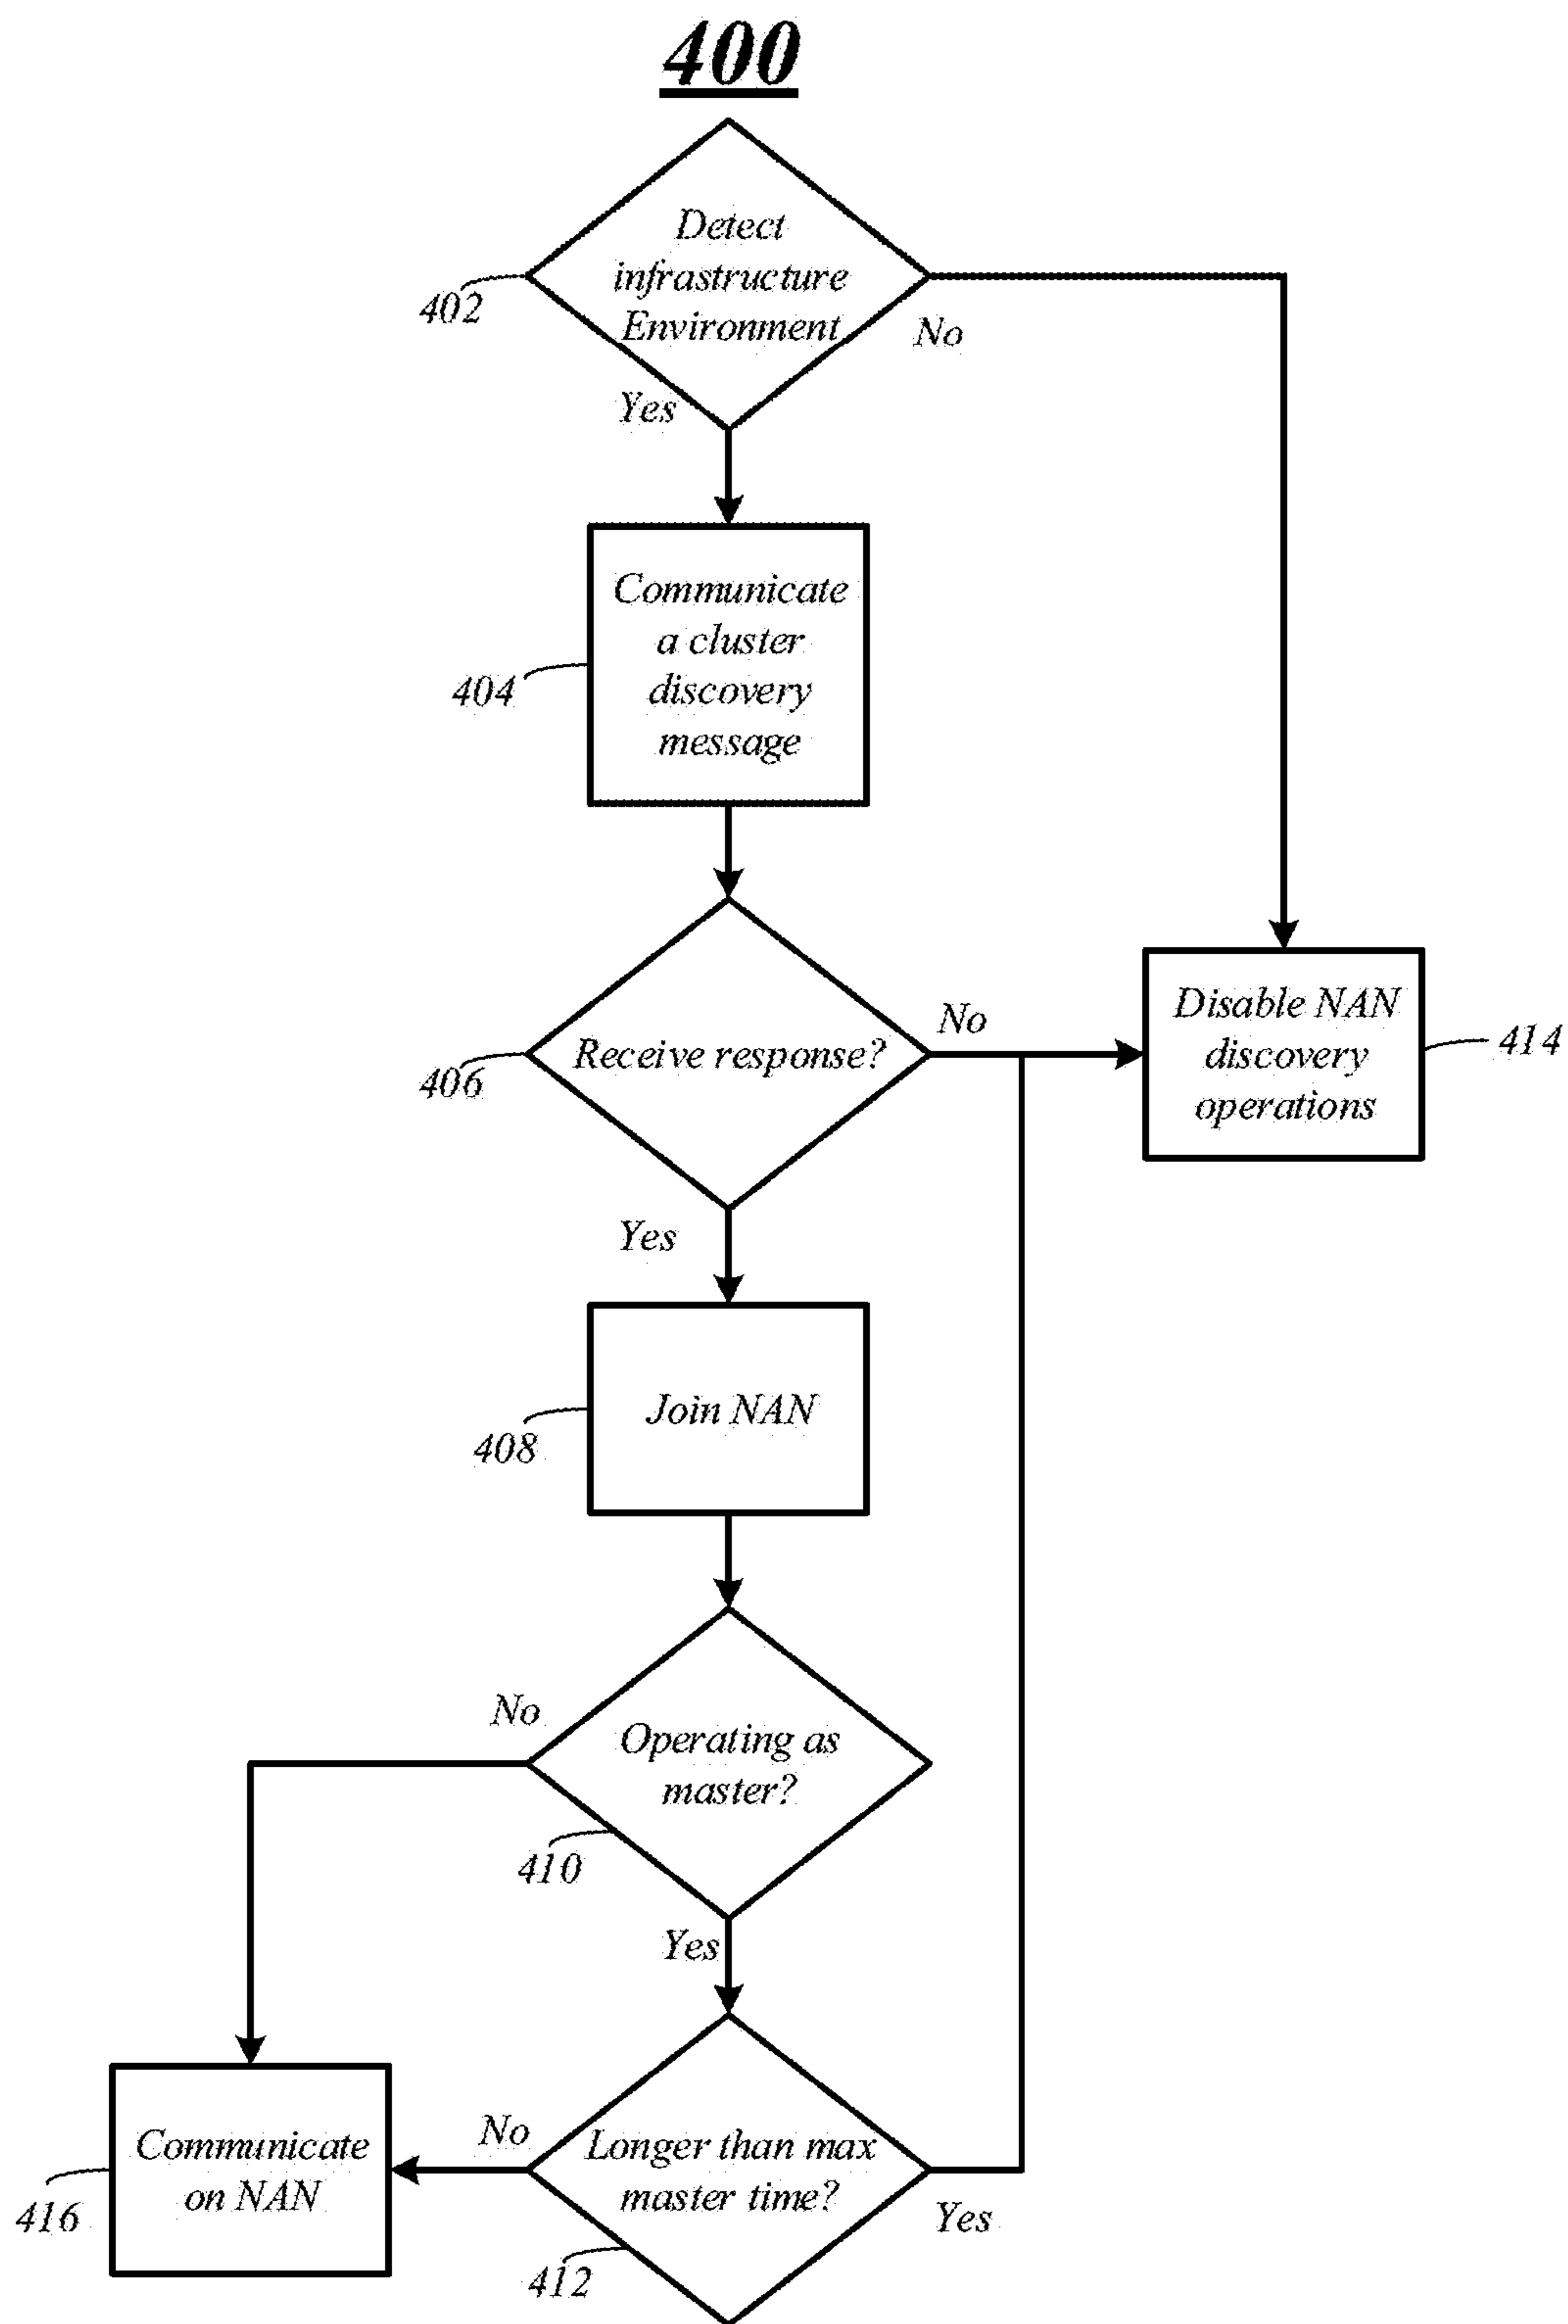 400
Detect
infrastructure
Environment
402
No
Yes
Communicate
a cluster
discovery
message
404
No
Receive response?
406
Disable NAN
discovery
operations
414
Yes
Join NAN
408
No
Operating as
master?
410
Yes
No
Longer than max
master time?
Communicate
on NAN
416
Yes
412